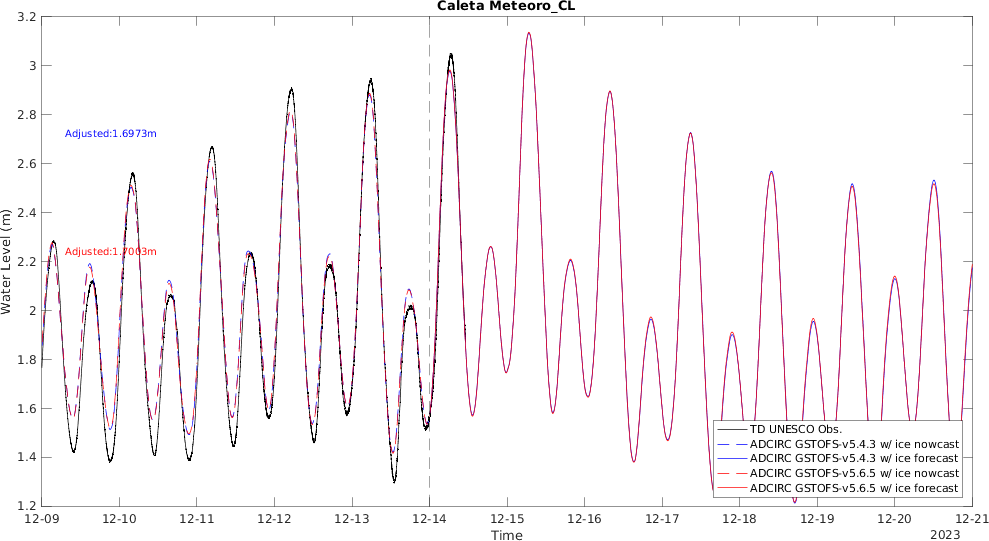 Caleta Meteoro_CL
3.2
3
2.8
2.6
2.4
2.2
2
1.8
1.6
1.4
1.2
Water Level (m)
Adjusted:1.6973m
Adjusted:1.7003m
TD UNESCO Obs.
ADCIRC GSTOFS-v5.4.3 w/ ice nowcast
ADCIRC GSTOFS-v5.4.3 w/ ice forecast
ADCIRC GSTOFS-v5.6.5 w/ ice nowcast
ADCIRC GSTOFS-v5.6.5 w/ ice forecast
12-09 12-10 12-11 12-12 12-13 12-14 12-15 12-16 12-17 12-18 12-19 12-20 12-21
Time
2023